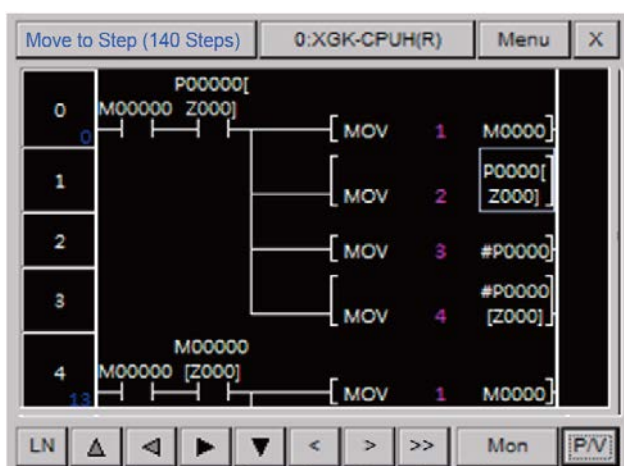 Move to Step (140 Steps) 0:XGK-CPUH(R) Menu X
P00000[
0 M00000 Z000]
0 MOV 1 M0000]
P0000[
1 MOV 2 Z000]
2 MOV 3 #P0000]
#P0000
3 MOV 4 [Z000]
M00000
4 M00000 [Z000]
13 MOV 1 M0000]
LN < > >> Mon P/V